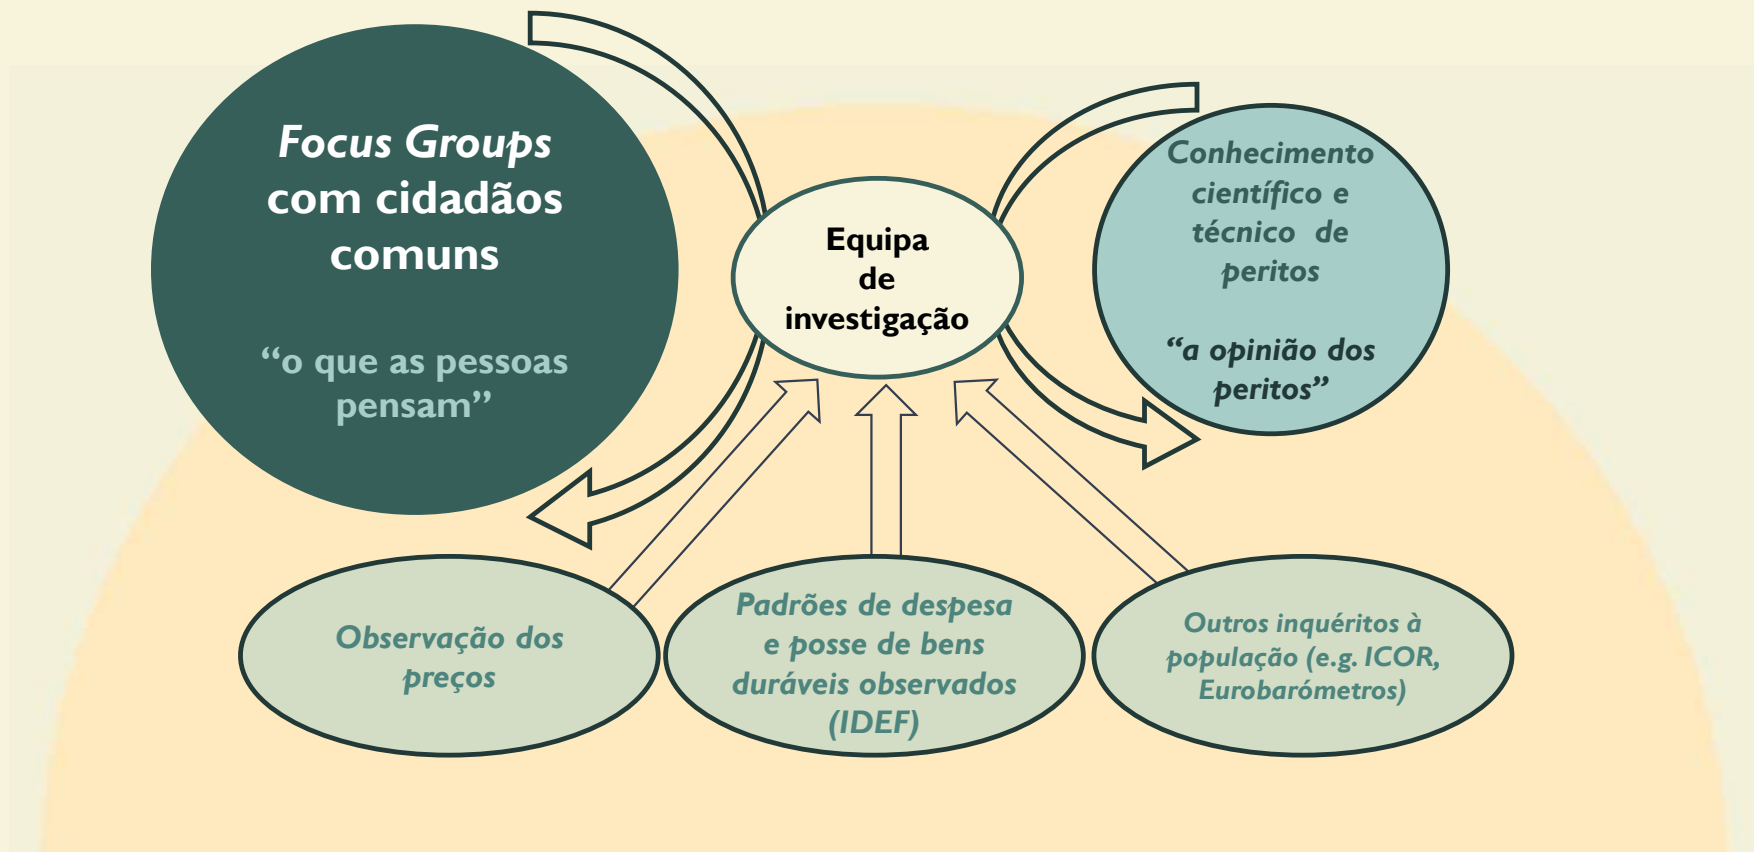 Focus Groups
com cidadãos
comuns
“o que as pessoas
pensam”
Equipa
de
investigação
Conhecimento
científico e
técnico de
peritos
“a opinião dos
peritos”
Observação dos
preços
Padrões de despesa
e posse de bens
duráveis observados
(IDEF)
Outros inquéritos à
população (e.g. ICOR,
Eurobarómetros)